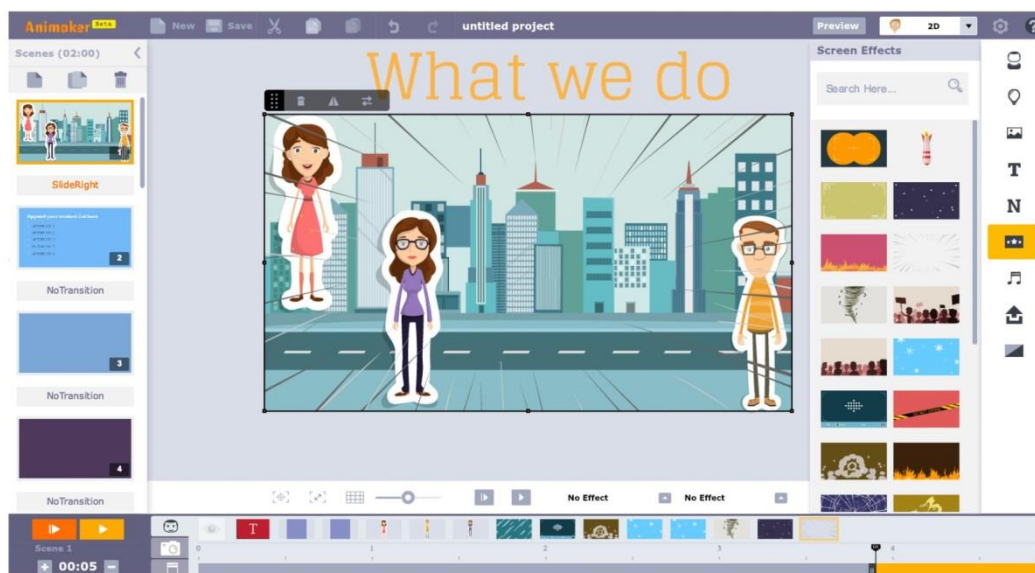 Animaker Beta
New
Save
untitled project
Preview
2D
Scenes (02:00)
What we do
Screen Effects
Search Here...
1
SlideRight
2
NoTransition
3
NoTransition
4
NoTransition
T
N
No Effect
No Effect
T
Scene 1
00:05
0
1
2
3
4